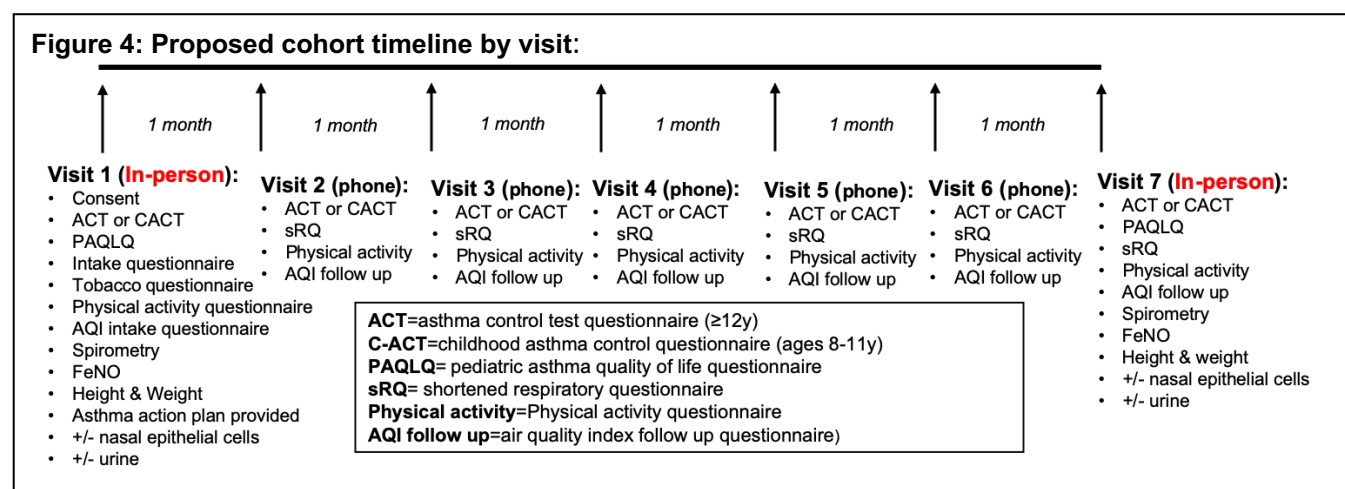 Figure 4: Proposed cohort timeline by visit:
1 month
1 month
1 month
1 month
1 month
1 month
Visit 1 (In-person):
• Consent
• ACT or CACT
• PAQLQ
• Intake questionnaire
• Tobacco questionnaire
• Physical activity questionnaire
• AQI intake questionnaire
• Spirometry
• FeNO
• Height & Weight
• Asthma action plan provided
• +/- nasal epithelial cells
• +/- urine
Visit 2 (phone):
• ACT or CACT
• sRQ
• Physical activity
• AQI follow up
Visit 3 (phone):
• ACT or CACT
• sRQ
• Physical activity
• AQI follow up
Visit 4 (phone):
• ACT or CACT
• sRQ
• Physical activity
• AQI follow up
Visit 5 (phone):
• ACT or CACT
• sRQ
• Physical activity
• AQI follow up
Visit 6 (phone):
• ACT or CACT
• sRQ
• Physical activity
• AQI follow up
Visit 7 (In-person):
• ACT or CACT
• PAQLQ
• sRQ
• Physical activity
• AQI follow up
• Spirometry
• FeNO
• Height & weight
• +/- nasal epithelial cells
• +/- urine
ACT=asthma control test questionnaire (≥12y)
C-ACT=childhood asthma control questionnaire (ages 8-11y)
PAQLQ= pediatric asthma quality of life questionnaire
sRQ= shortened respiratory questionnaire
Physical activity=Physical activity questionnaire
AQI follow up=air quality index follow up questionnaire)